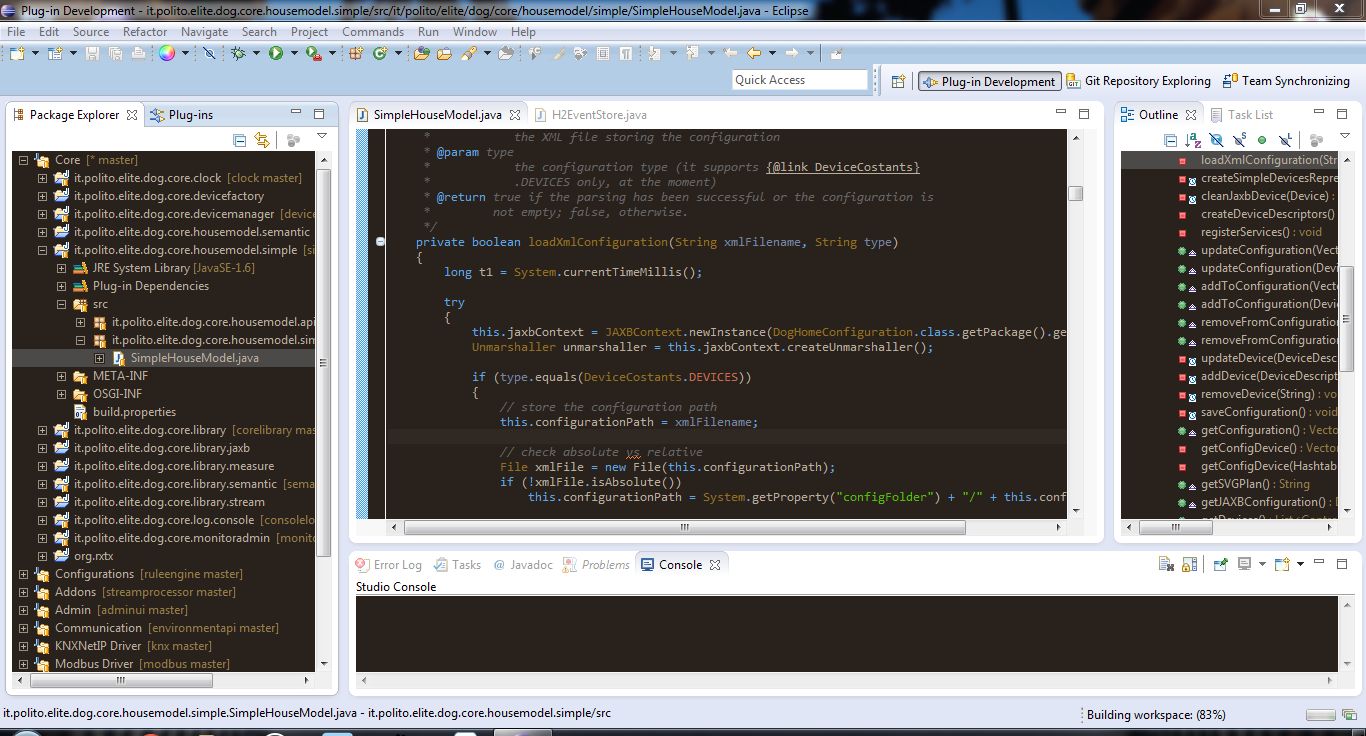 Plug-in Development - it.polito.elite.dog.core.housemodel.simple/src/it/polito/elite/dog/core/housemodel/simple/SimpleHouseModel.java - Eclipse
File Edit Source Refactor Navigate Search Project Commands Run Window Help
Quick Access
Plug-in Development
Git Repository Exploring
Team Synchronizing
Package Explorer
Plug-ins
Core [* master]
it.polito.elite.dog.core.clock [clock master]
it.polito.elite.dog.core.devicefactory
it.polito.elite.dog.core.devicemanager [device
it.polito.elite.dog.core.housemodel.semantic
it.polito.elite.dog.core.housemodel.simple [si
JRE System Library [JavaSE-1.6]
Plug-in Dependencies
src
it.polito.elite.dog.core.housemodel.api
it.polito.elite.dog.core.housemodel.sim
SimpleHouseModel.java
META-INF
OSGI-INF
build.properties
it.polito.elite.dog.core.library [corelibrary mas
it.polito.elite.dog.core.library.jaxb
it.polito.elite.dog.core.library.measure
it.polito.elite.dog.core.library.semantic [sema
it.polito.elite.dog.core.library.stream
it.polito.elite.dog.core.log.console [consolelo
it.polito.elite.dog.core.monitoradmin [monito
org.rxtx
Configurations [ruleengine master]
Addons [streamprocessor master]
Admin [adminui master]
Communication [environmentapi master]
KNXNetIP Driver [knx master]
Modbus Driver [modbus master]
SimpleHouseModel.java
H2EventStore.java
* the XML file storing the configuration
* @param type
* the configuration type (it supports {@link DeviceCostants}
* .DEVICES only, at the moment)
* @return true if the parsing has been successful or the configuration is
* not empty; false, otherwise.
*/
private boolean loadXmlConfiguration(String xmlFilename, String type)
{
long t1 = System.currentTimeMillis();
try
{
this.jaxbContext = JAXBContext.newInstance(DogHomeConfiguration.class.getPackage().ge
Unmarshaller unmarshaller = this.jaxbContext.createUnmarshaller();
if (type.equals(DeviceCostants.DEVICES))
{
// store the configuration path
this.configurationPath = xmlFilename;
// check absolute vs relative
File xmlFile = new File(this.configurationPath);
if (!xmlFile.isAbsolute())
this.configurationPath = System.getProperty("configFolder") + "/" + this.conf
Outline
Task List
loadXmlConfiguration(Str
createSimpleDevicesRepre
cleanJaxbDevice(Device) :
createDeviceDescriptors()
registerServices() : void
updateConfiguration(Vect
updateConfiguration(Devi
addToConfiguration(Vect
addToConfiguration(Devic
removeFromConfiguration
removeFromConfiguration
updateDevice(DeviceDesc
addDevice(DeviceDescript
removeDevice(String) : vo
saveConfiguration() : void
getConfiguration() : Vecto
getConfigDevice() : Vector
getConfigDevice(Hashtab
getSVGPlan() : String
getJAXBConfiguration() : D
Error Log
Tasks
@ Javadoc
Problems
Console
Studio Console
it.polito.elite.dog.core.housemodel.simple.SimpleHouseModel.java - it.polito.elite.dog.core.housemodel.simple/src
Building workspace: (83%)